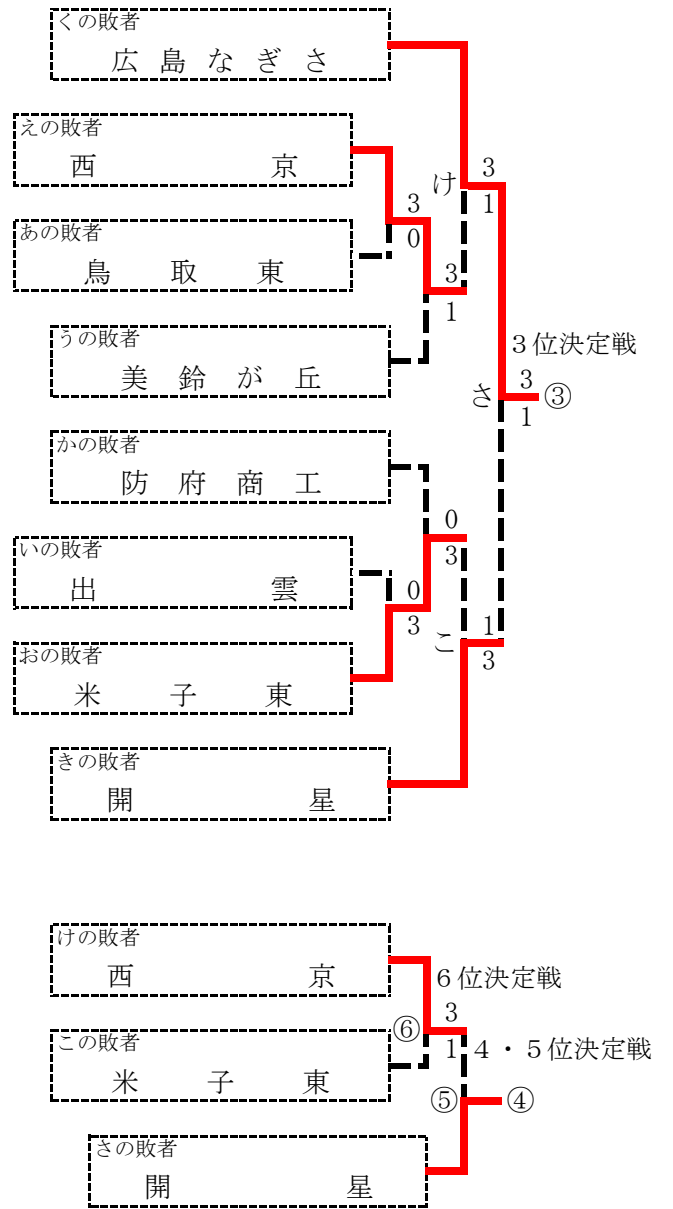 くの敗者
広島なぎさ
えの敗者
西京
け
3
1
3
0
あの敗者
鳥取東
3
1
うの敗者
美鈴が丘
３位決定戦
さ
3
1
③
かの敗者
防府商工
0
3
いの敗者
出雲
0
3
こ
1
3
おの敗者
米子東
きの敗者
開星
けの敗者
西京
６位決定戦
⑥
3
1
４・５位決定戦
この敗者
米子東
⑤
④
さの敗者
開星